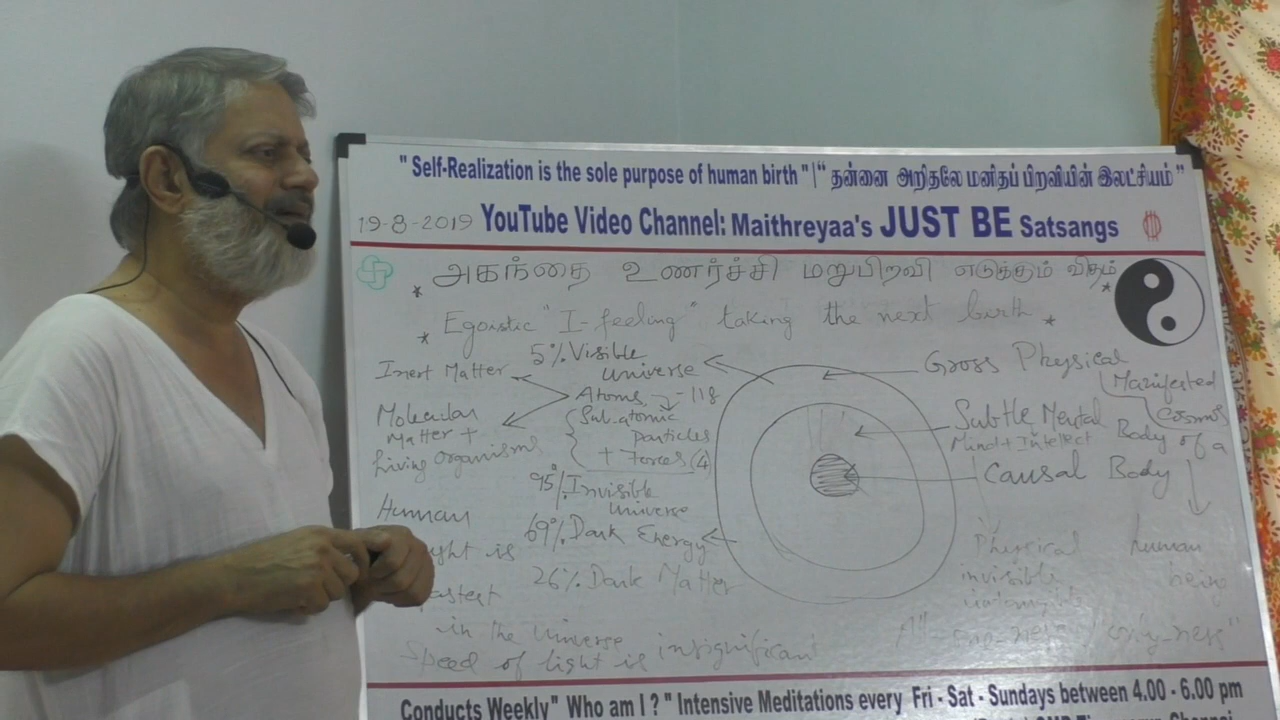 " Self-Realization is the sole purpose of human birth " | " தன்னை அறிதலே மனிதப் பிறவியின் இலட்சியம் "
19-8-2019 YouTube Video Channel: Maithreyaa's JUST BE Satsangs
* அகந்தை உணர்ச்சி மறுபிறவி எடுக்கும் விதம் *
* Egoistic "I-feeling" taking the next birth *
5% Visible
Universe
Inert Matter
Atoms - 118
Sub-atomic
Particles
+ Forces (4)
Molecular
Matter +
Living Organisms
95% Invisible
Universe
Human
69% Dark Energy
26% Dark Matter
Gross Physical
Manifested
Cosmos
Subtle Mental
Mind + Intellect
Body of a
Causal Body
Physical human
invisible being
light is
fastest
in the Universe
Speed of light is insignificant
Conducts Weekly " Who am I ? " Intensive Meditations every Fri - Sat - Sundays between 4.00 - 6.00 pm